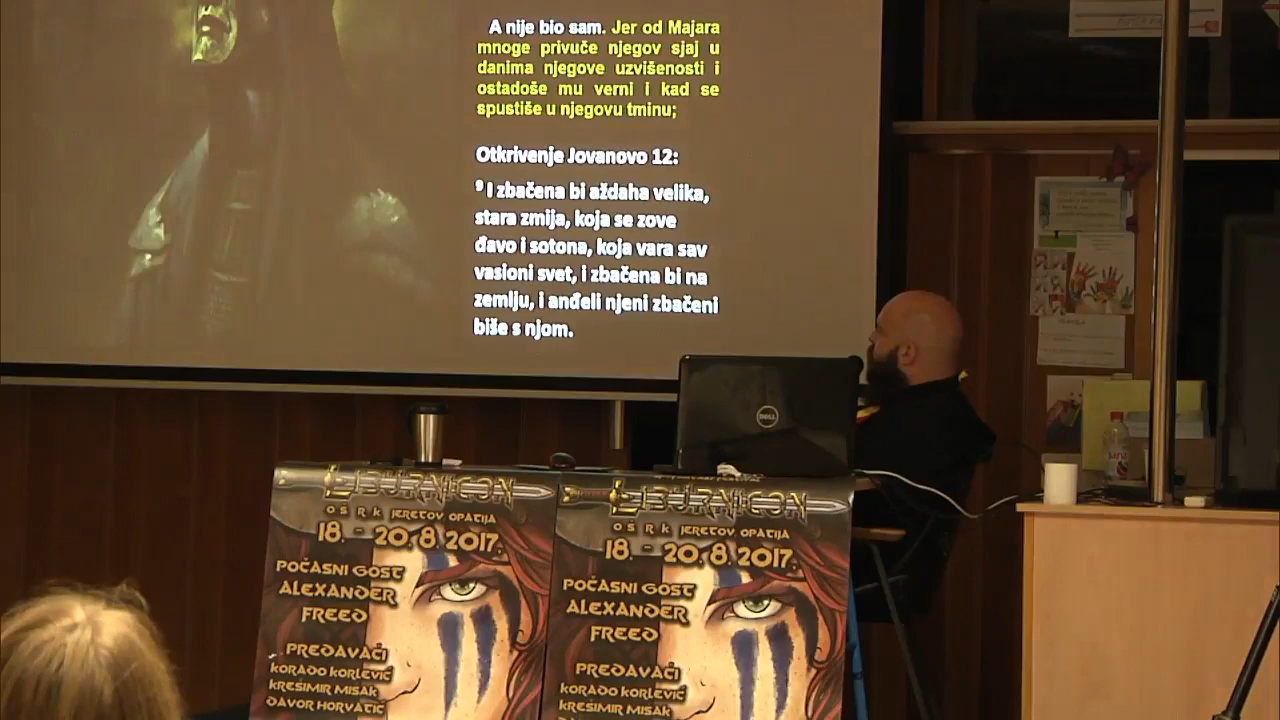 A nije bio sam. Jer od Majara
mnoge privuče njegov sjaj u
danima njegove uzvišenosti i
ostadoše mu verni i kad se
spustiše u njegovu tminu;
Otkrivenje Jovanovo 12:
9 I zbačena bi aždaha velika,
stara zmija, koja se zove
đavo i sotona, koja vara sav
vasioni svet, i zbačena bi na
zemlju, i anđeli njeni zbačeni
biše s njom.
DELL
LIBURNICON
OŠ R K JERETOV OPATIJA
18. - 20. 8. 2017.
POČASNI GOST
ALEXANDER
FREED
PREDAVAČI
KORADO KORLEVIĆ
KREŠIMIR MIŠAK
DAVOR HORVATIĆ
LIBURNICON
OŠ R K JERETOV OPATIJA
18. - 20. 8. 2017.
POČASNI GOST
ALEXANDER
FREED
PREDAVAČI
KORADO KORLEVIĆ
KREŠIMIR MIŠAK